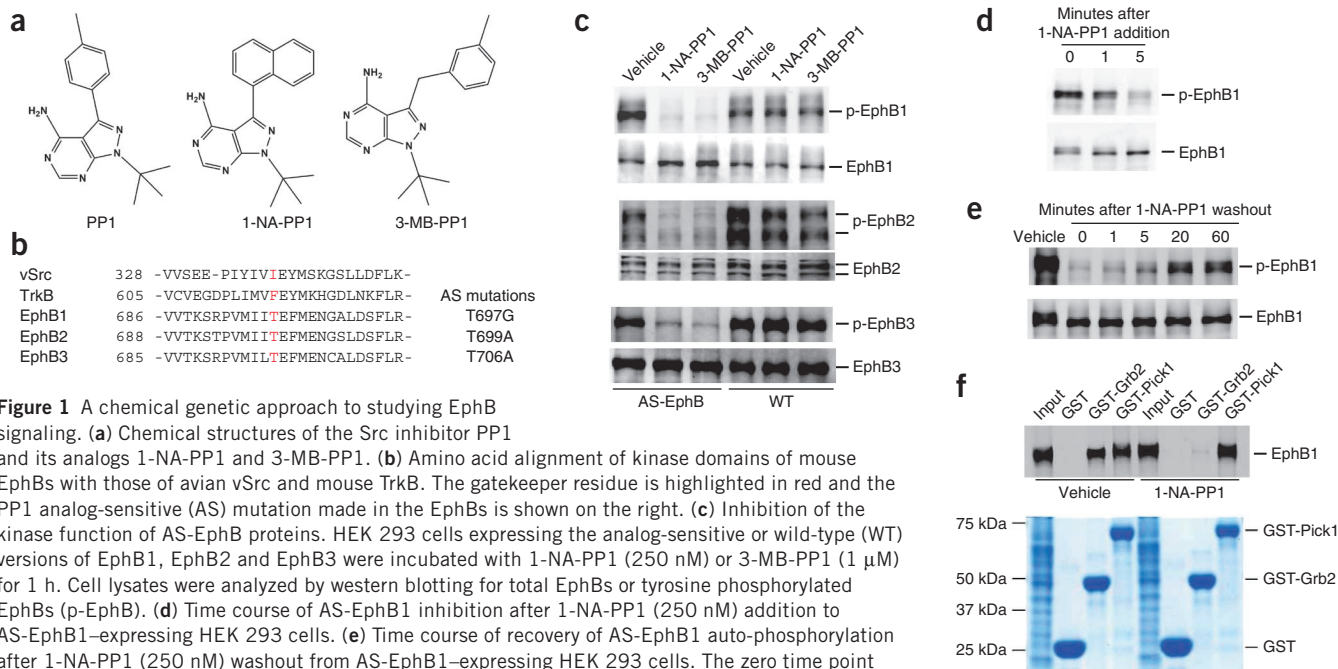 a
H₂N
N
N
N
N
PP1
H₂N
N
N
N
N
1-NA-PP1
NH₂
N
N
N
N
3-MB-PP1
b
vSrc 328 -VVSEE-PIYIVIEYMSKGSLLDFLK-
TrkB 605 -VCVEGDPLIMVFEYMKHGDLNKFLR- AS mutations
EphB1 686 -VVTKSRPVMIITEFMENGALDSFLR- T697G
EphB2 688 -VVTKSTPVMIITEFMENGSLDSFLR- T699A
EphB3 685 -VVTKSRPVMILTEFMENCALDSFLR- T706A
c
Vehicle 1-NA-PP1 3-MB-PP1 Vehicle 1-NA-PP1 3-MB-PP1
p-EphB1
EphB1
p-EphB2
EphB2
p-EphB3
EphB3
AS-EphB WT
d
Minutes after
1-NA-PP1 addition
0 1 5
p-EphB1
EphB1
e
Minutes after 1-NA-PP1 washout
Vehicle 0 1 5 20 60
p-EphB1
EphB1
f
Input GST GST-Grb2 GST-Pick1 Input GST GST-Grb2 GST-Pick1
EphB1
Vehicle 1-NA-PP1
75 kDa
GST-Pick1
50 kDa
GST-Grb2
37 kDa
25 kDa
GST
Figure 1 A chemical genetic approach to studying EphB
signaling. (a) Chemical structures of the Src inhibitor PP1
and its analogs 1-NA-PP1 and 3-MB-PP1. (b) Amino acid alignment of kinase domains of mouse
EphBs with those of avian vSrc and mouse TrkB. The gatekeeper residue is highlighted in red and the
PP1 analog-sensitive (AS) mutation made in the EphBs is shown on the right. (c) Inhibition of the
kinase function of AS-EphB proteins. HEK 293 cells expressing the analog-sensitive or wild-type (WT)
versions of EphB1, EphB2 and EphB3 were incubated with 1-NA-PP1 (250 nM) or 3-MB-PP1 (1 μM)
for 1 h. Cell lysates were analyzed by western blotting for total EphBs or tyrosine phosphorylated
EphBs (p-EphB). (d) Time course of AS-EphB1 inhibition after 1-NA-PP1 (250 nM) addition to
AS-EphB1–expressing HEK 293 cells. (e) Time course of recovery of AS-EphB1 auto-phosphorylation
after 1-NA-PP1 (250 nM) washout from AS-EphB1–expressing HEK 293 cells. The zero time point